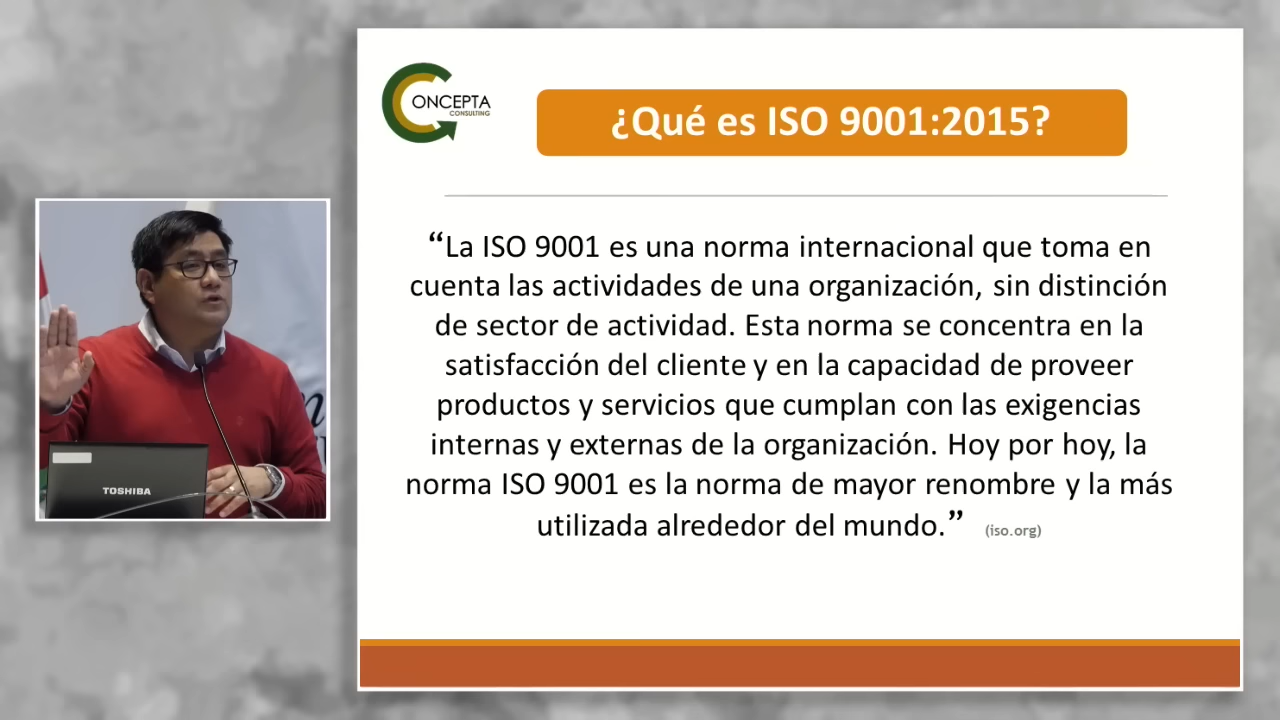 ONCEPTA
CONSULTING
¿Qué es ISO 9001:2015?
“La ISO 9001 es una norma internacional que toma en
cuenta las actividades de una organización, sin distinción
de sector de actividad. Esta norma se concentra en la
satisfacción del cliente y en la capacidad de proveer
productos y servicios que cumplan con las exigencias
internas y externas de la organización. Hoy por hoy, la
norma ISO 9001 es la norma de mayor renombre y la más
utilizada alrededor del mundo.” (iso.org)
TOSHIBA